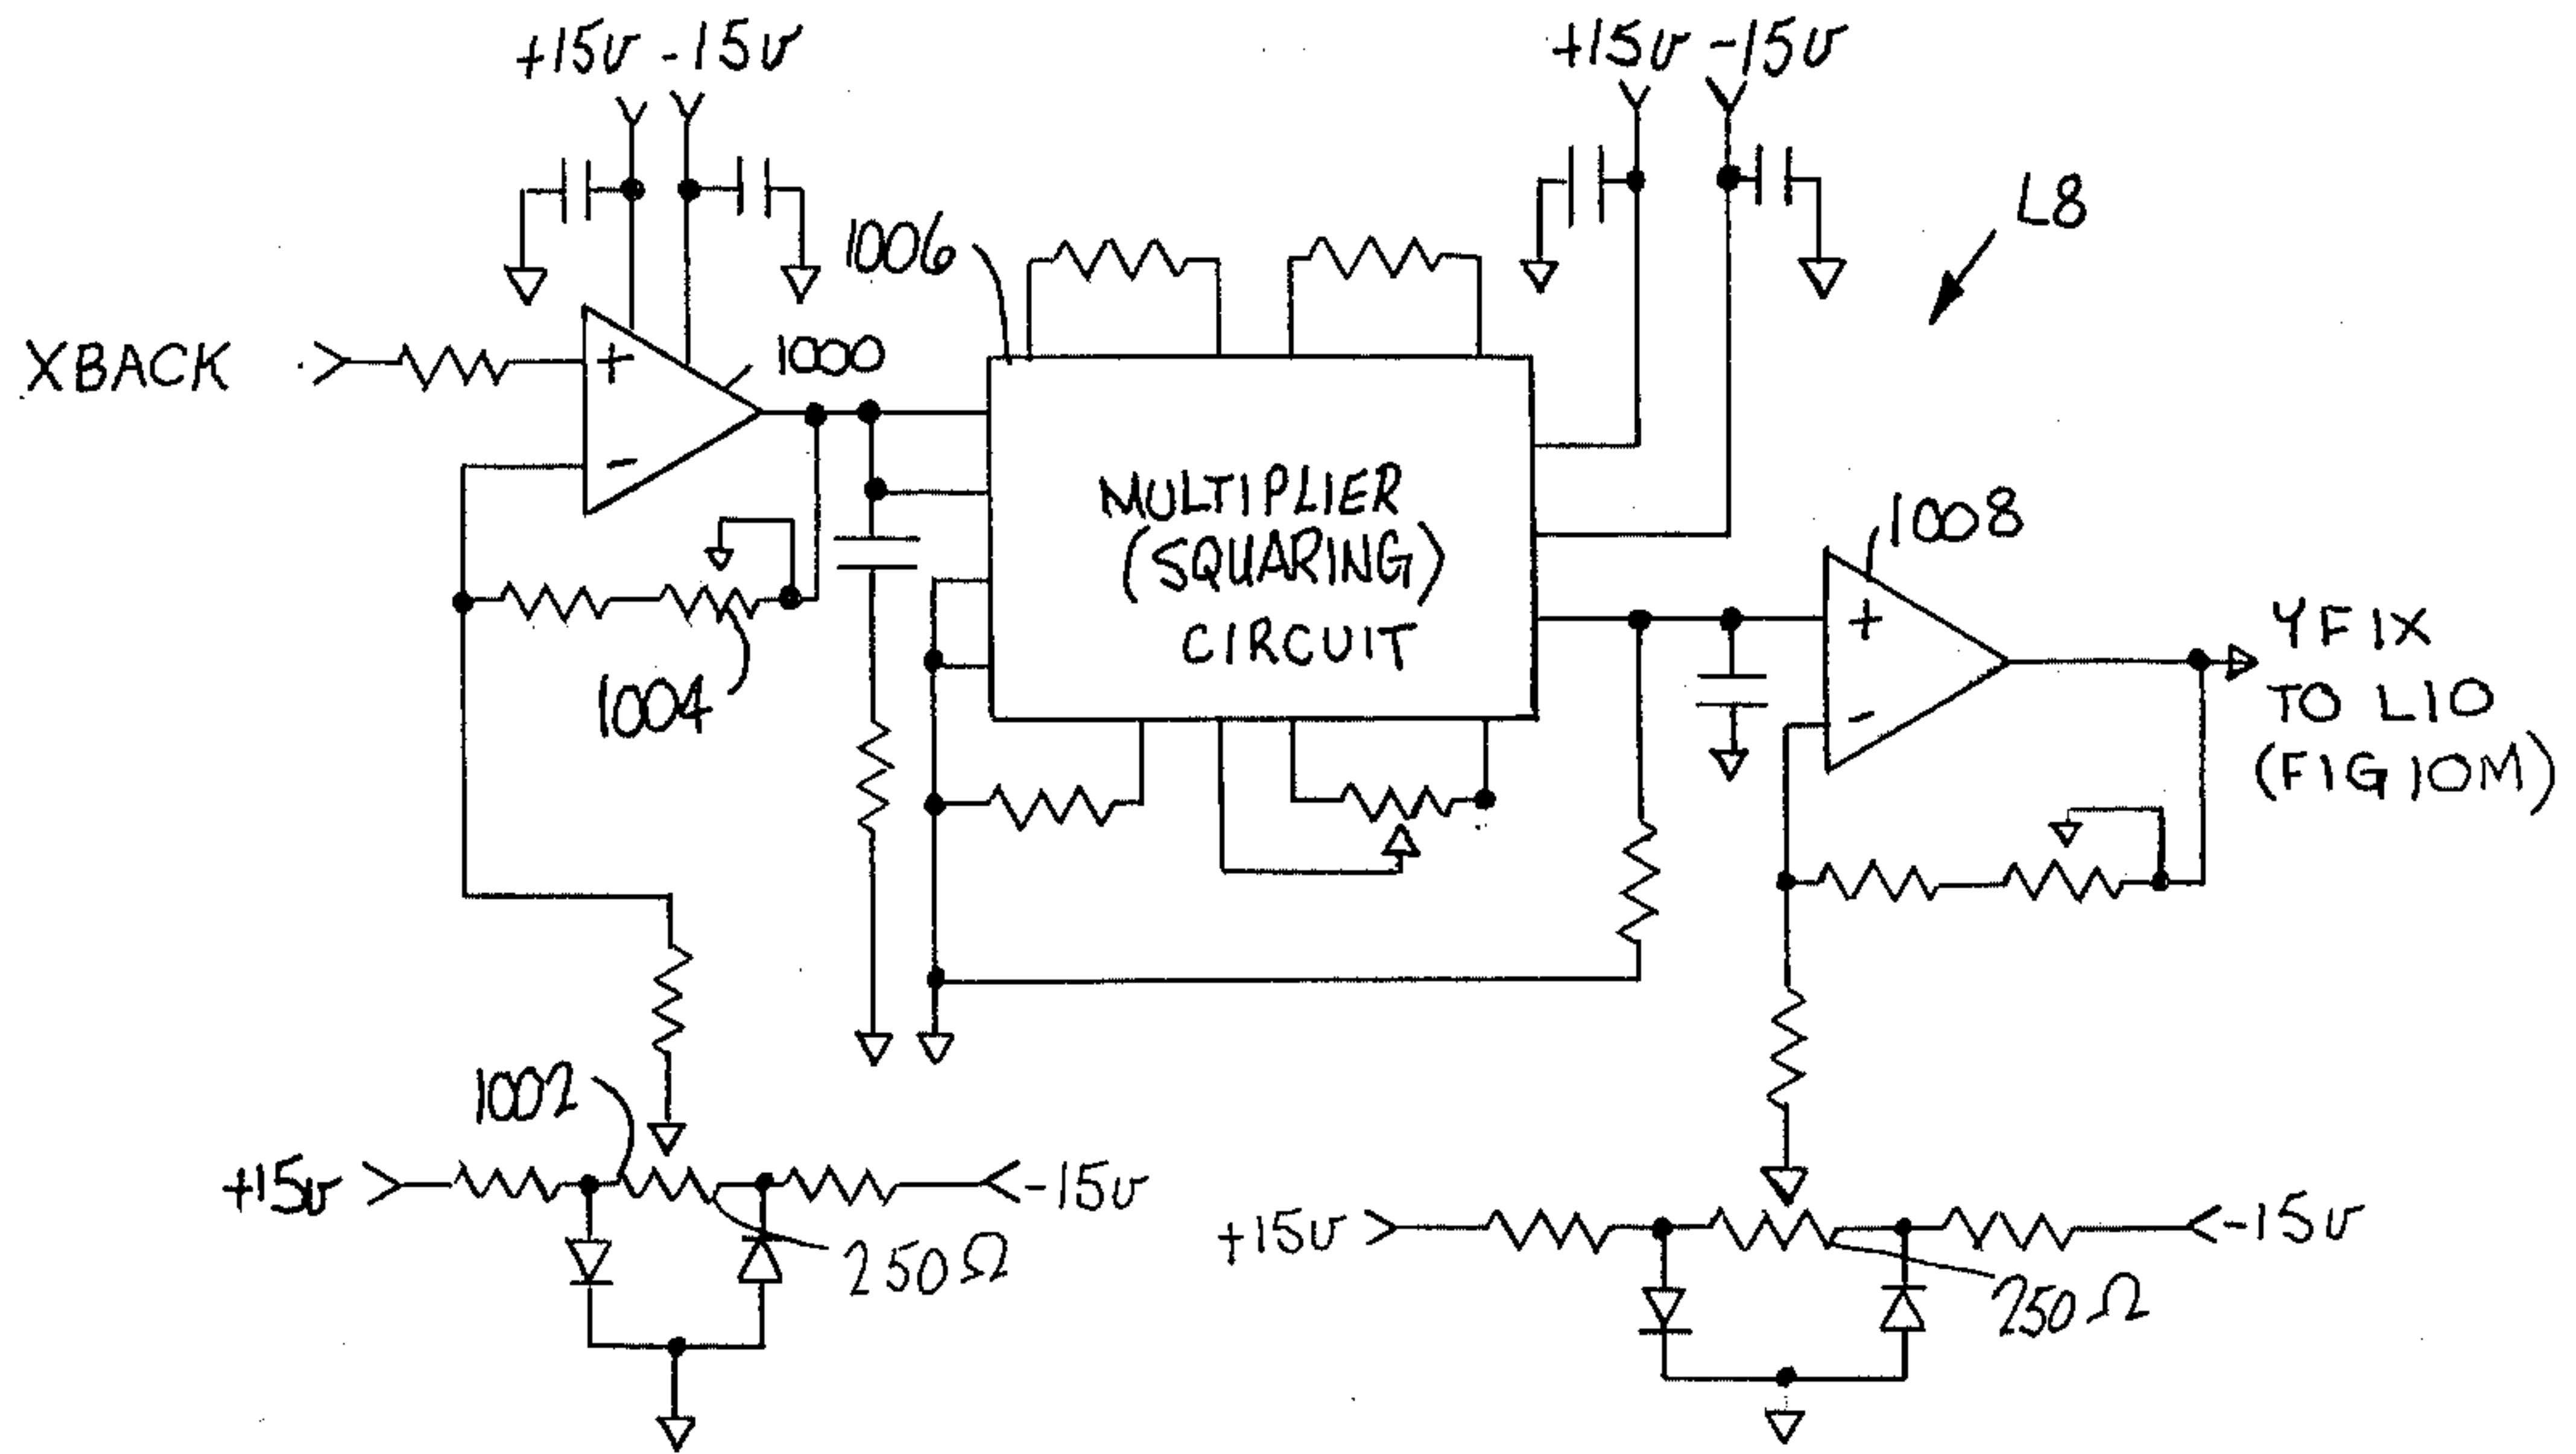 +15v -15v
+15v -15v
L8
1006
XBACK
+
1000
-
MULTIPLIER
(SQUARING)
CIRCUIT
1008
+
-
YFIX
TO L10
(FIG 10M)
1004
1002
+15v
-15v
250Ω
+15v
-15v
250Ω